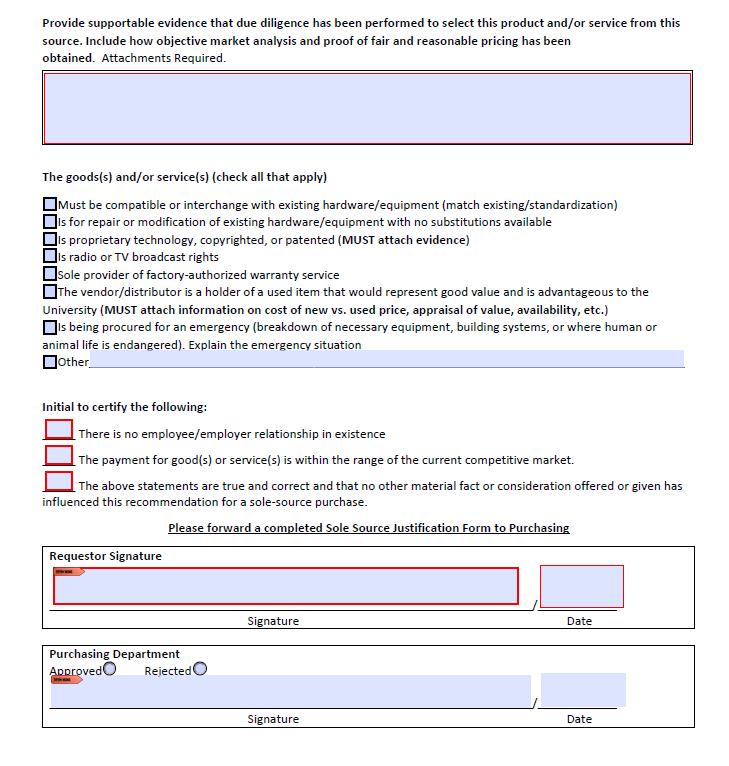 Provide supportable evidence that due diligence has been performed to select this product and/or service from this
source. Include how objective market analysis and proof of fair and reasonable pricing has been
obtained.  Attachments Required.
The goods(s) and/or service(s) (check all that apply)
Must be compatible or interchange with existing hardware/equipment (match existing/standardization)
Is for repair or modification of existing hardware/equipment with no substitutions available
Is proprietary technology, copyrighted, or patented (MUST attach evidence)
Is radio or TV broadcast rights
Sole provider of factory-authorized warranty service
The vendor/distributor is a holder of a used item that would represent good value and is advantageous to the
University (MUST attach information on cost of new vs. used price, appraisal of value, availability, etc.)
Is being procured for an emergency (breakdown of necessary equipment, building systems, or where human or
animal life is endangered). Explain the emergency situation
Other
Initial to certify the following:
There is no employee/employer relationship in existence
The payment for good(s) or service(s) is within the range of the current competitive market.
The above statements are true and correct and that no other material fact or consideration offered or given has
influenced this recommendation for a sole-source purchase.
Please forward a completed Sole Source Justification Form to Purchasing
Requestor Signature
/
Signature Date
Purchasing Department
Approved Rejected
/
Signature Date